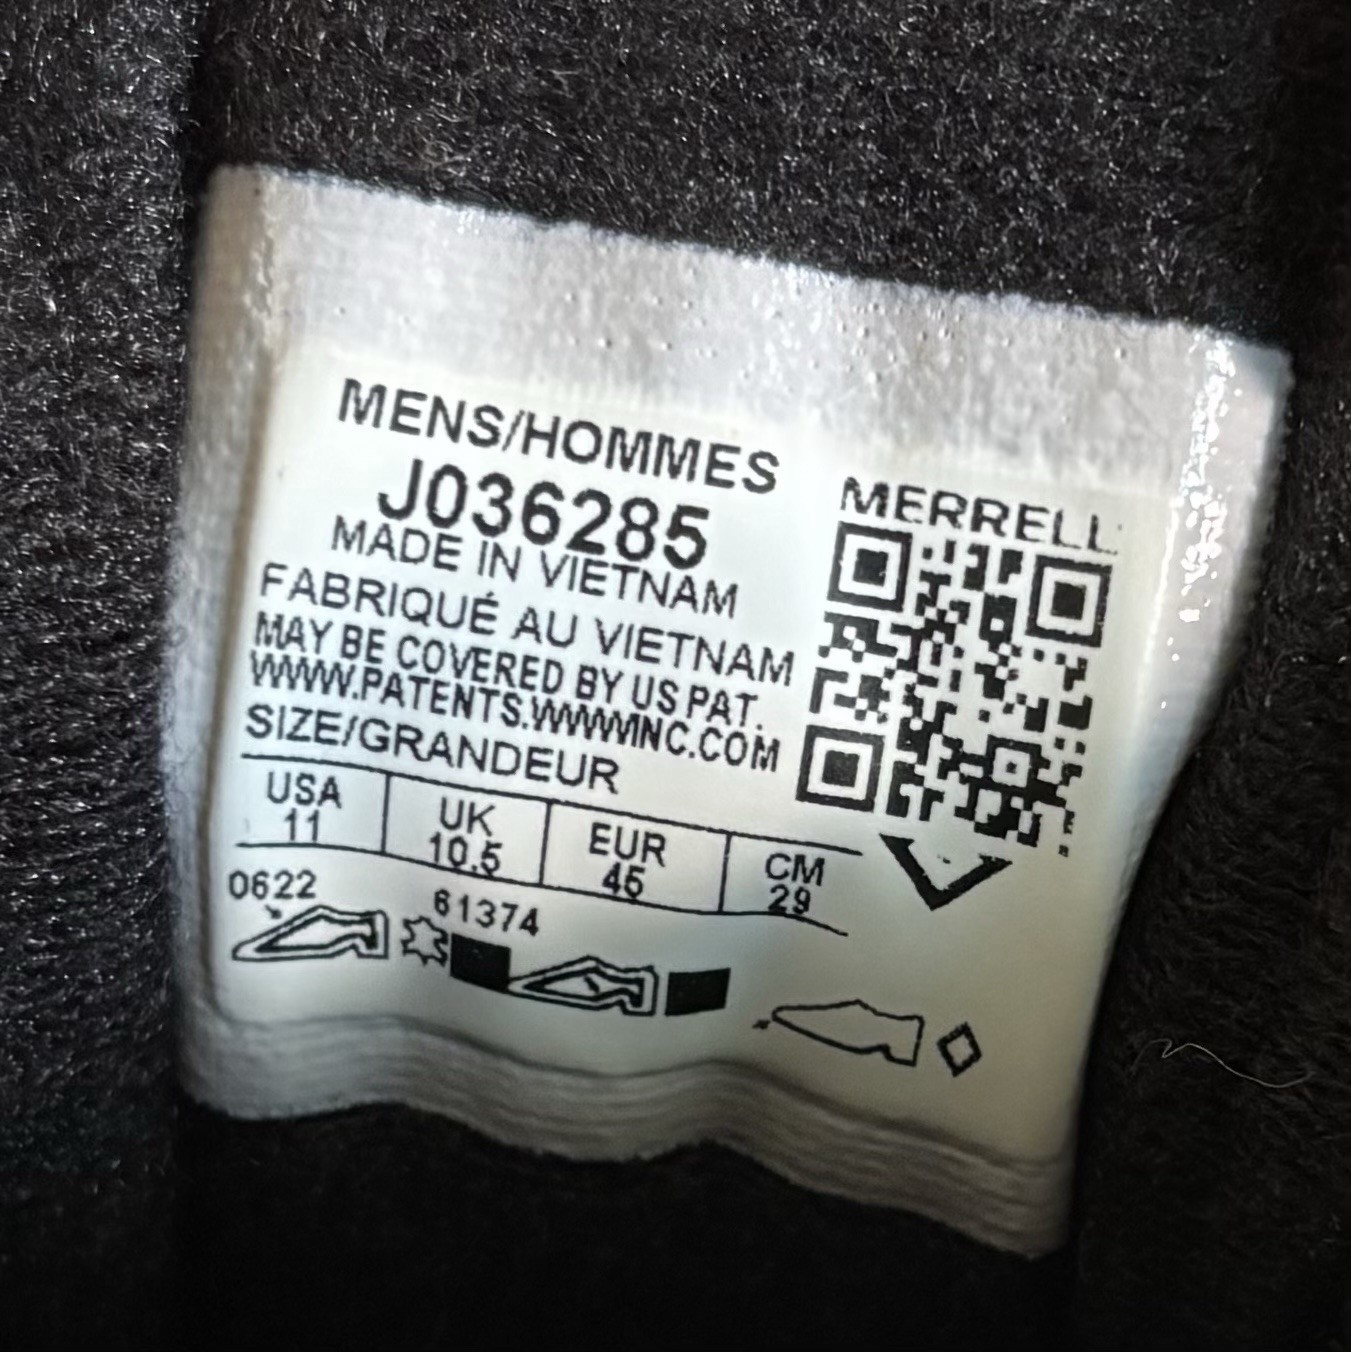 MENS/HOMMES
J036285
MADE IN VIETNAM
FABRIQUÉ AU VIETNAM
MAY BE COVERED BY US PAT.
WWW.PATENTS.WWWINC.COM
SIZE/GRANDEUR
USA UK EUR CM
11 10.5 45 29
0622 61374
MERRELL